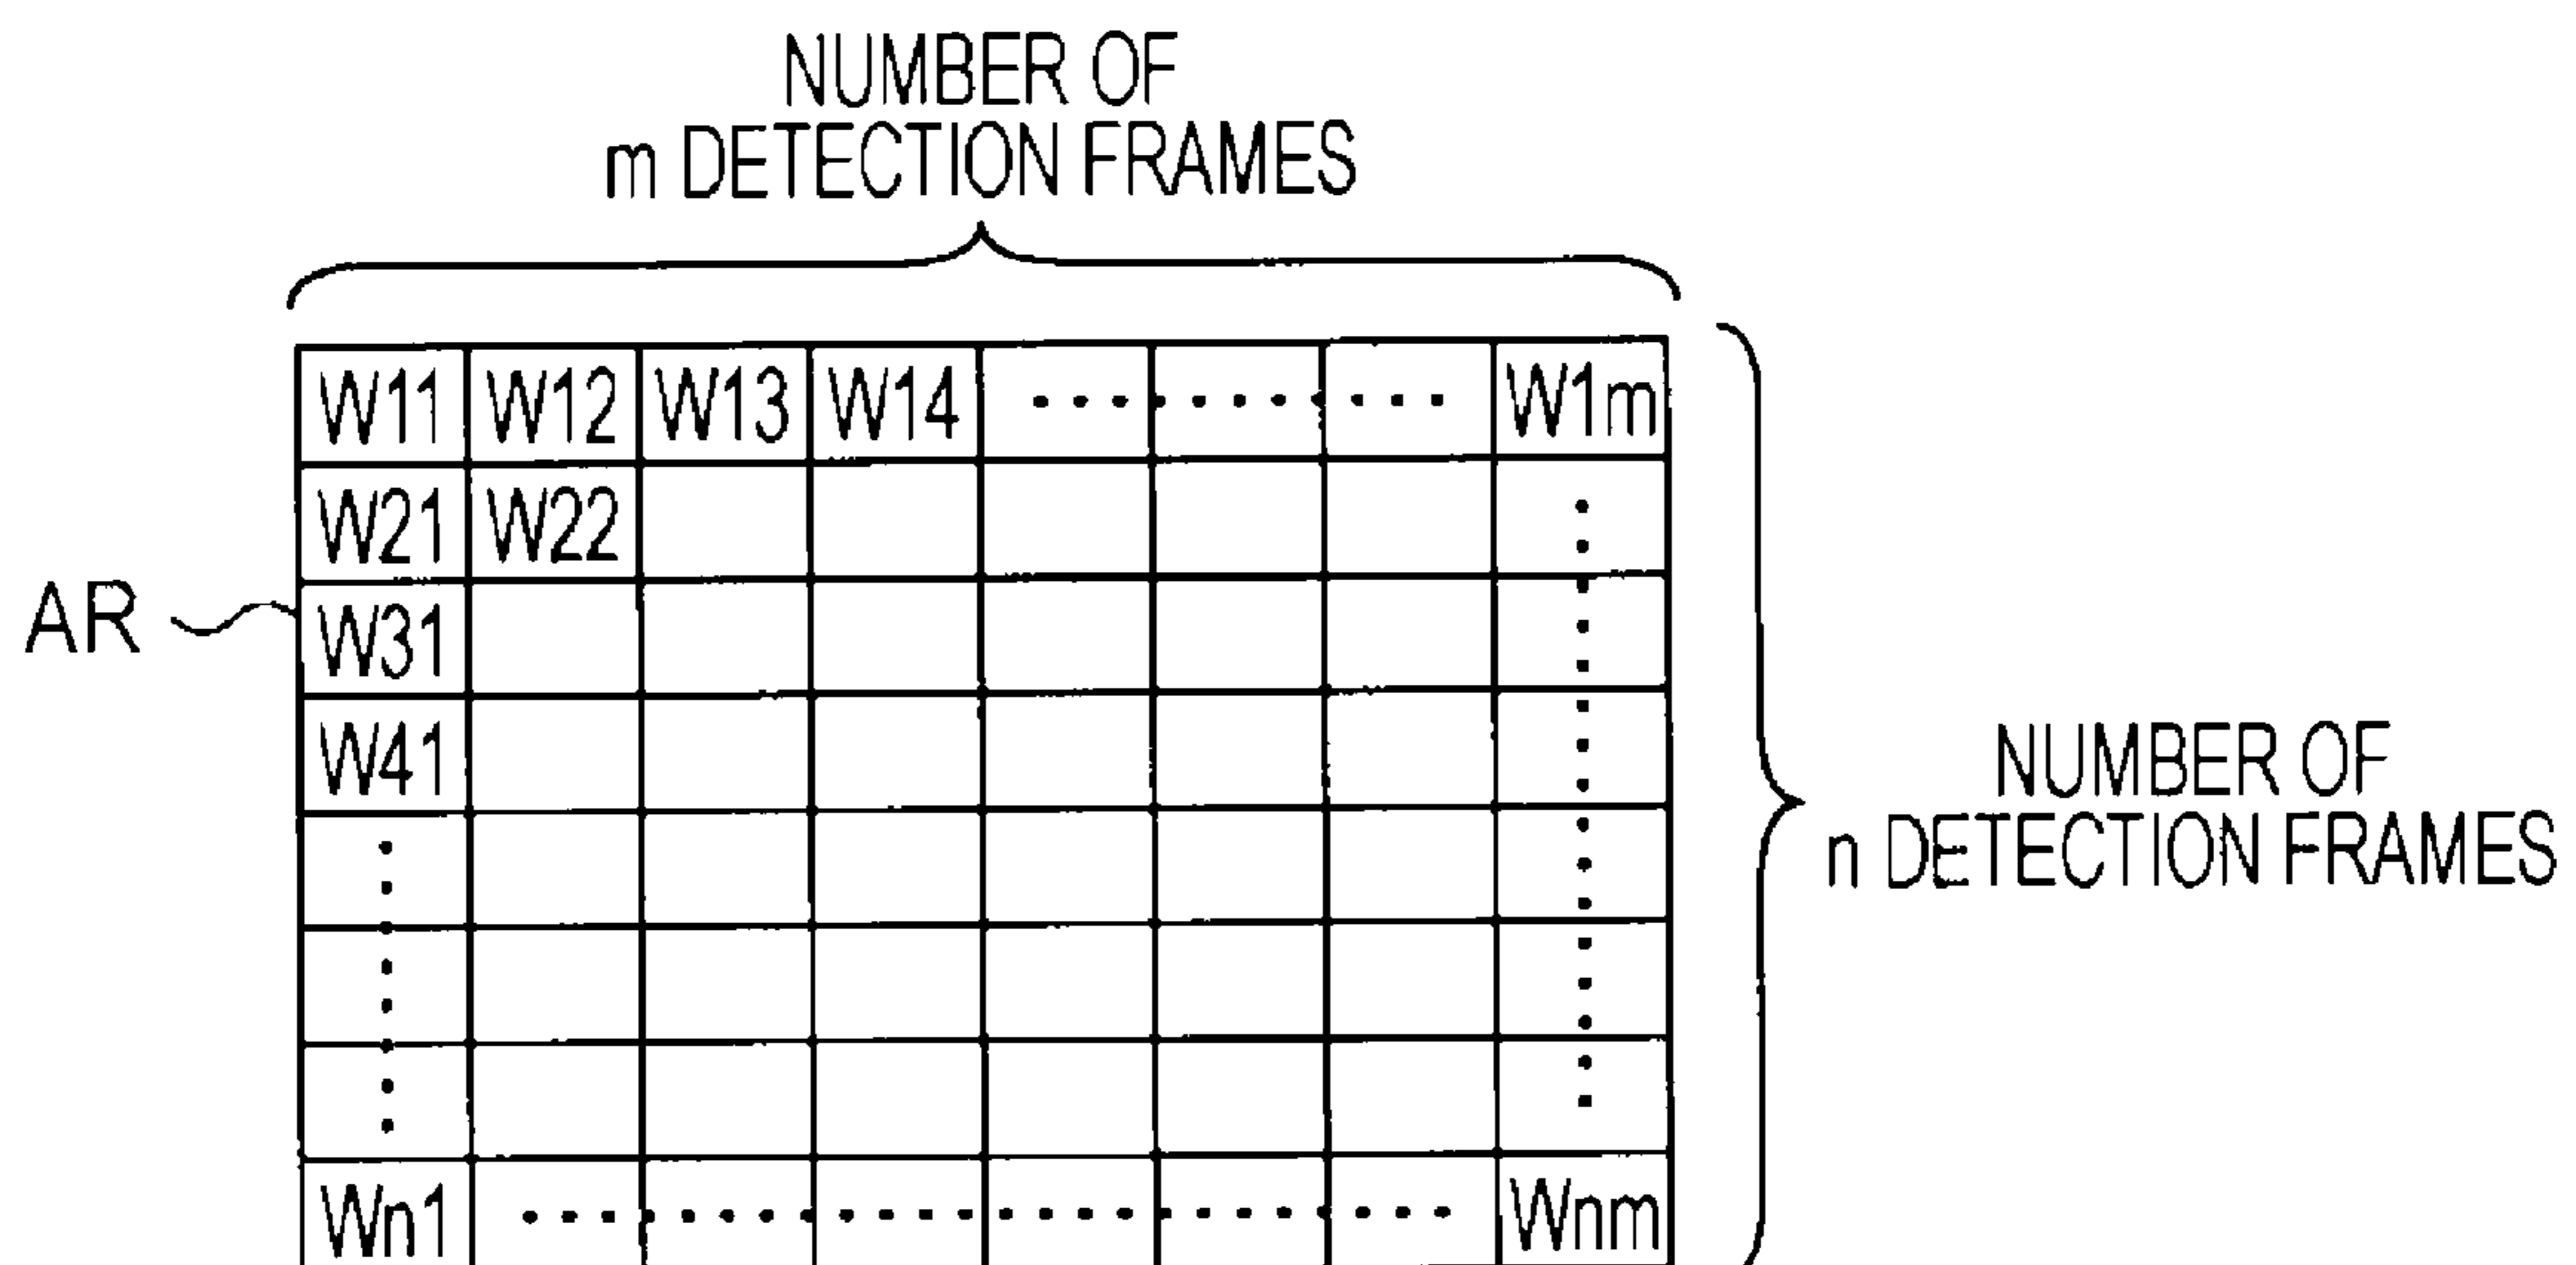 NUMBER OF
m DETECTION FRAMES
W11 W12 W13 W14 ··········· W1m
W21 W22
AR
W31
W41
NUMBER OF
n DETECTION FRAMES
Wn1 ························ Wnm